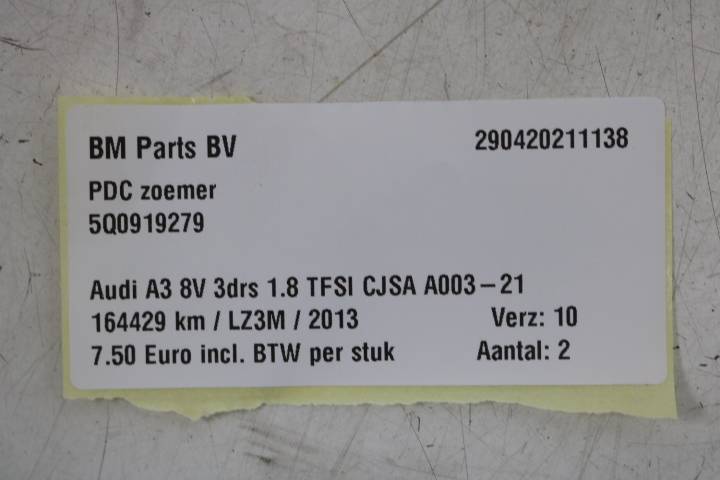 BM Parts BV 290420211138
PDC zoemer
5Q0919279
Audi A3 8V 3drs 1.8 TFSI CJSA A003-21
164429 km / LZ3M / 2013 Verz: 10
7.50 Euro incl. BTW per stuk Aantal: 2